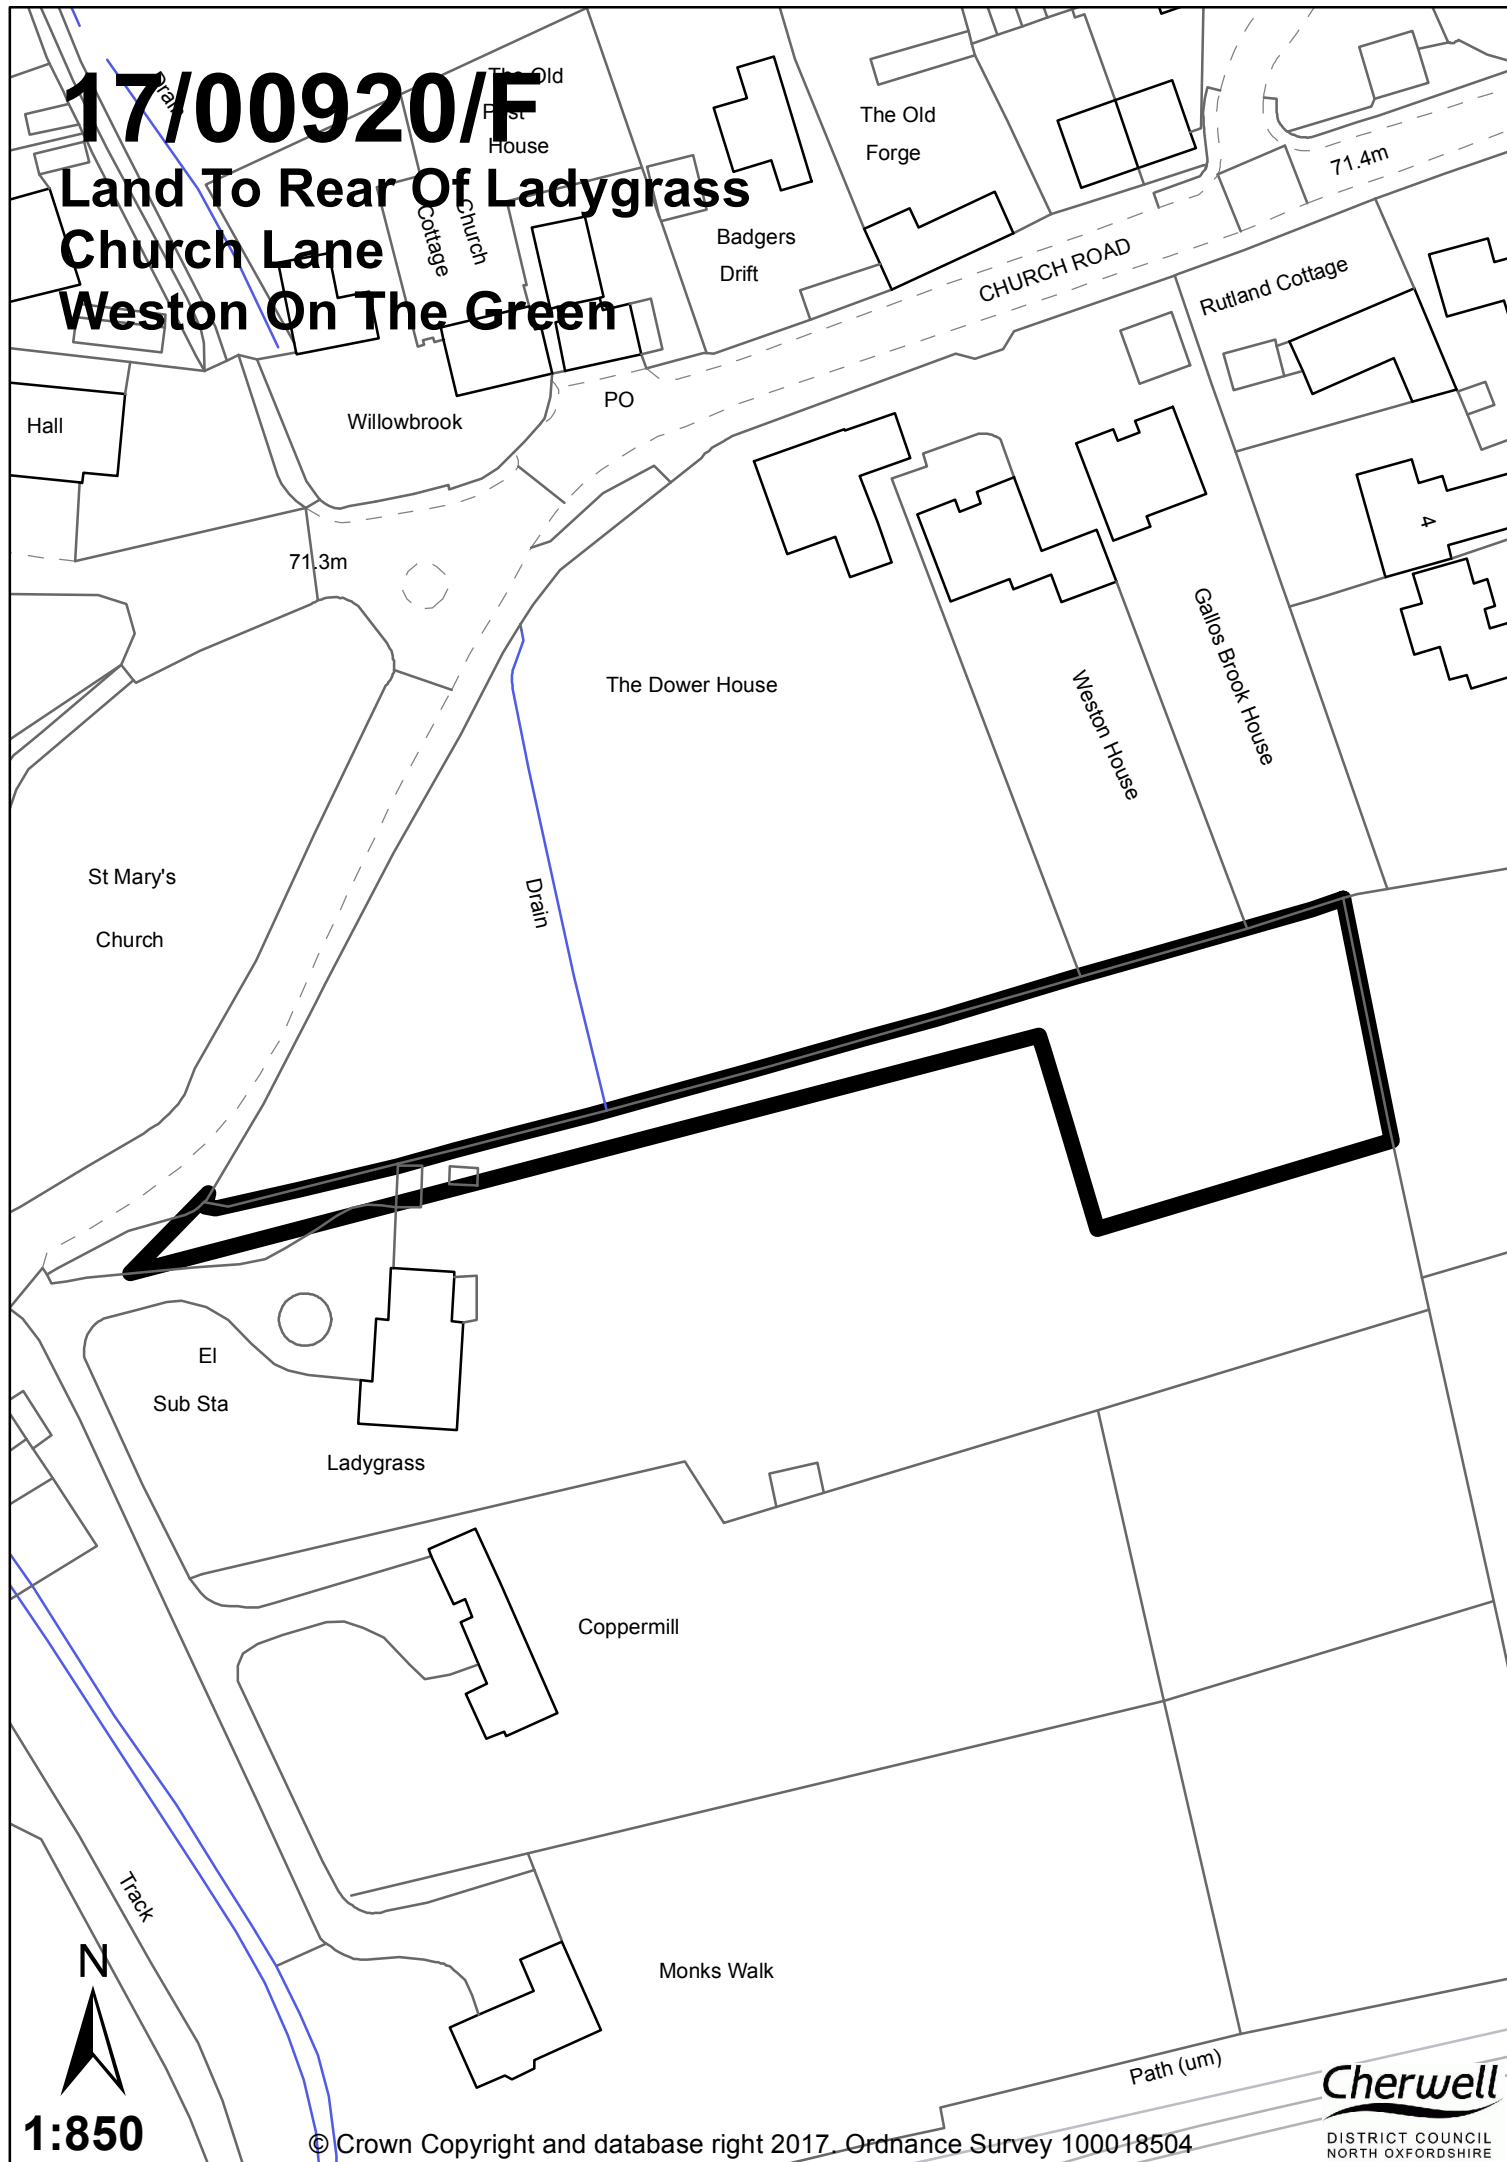 17/00920/F
Land To Rear Of Ladygrass
Church Lane
Weston On The Green
Drain
The Old
Post
House
Church
Cottage
Badgers
Drift
The Old
Forge
71.4m
CHURCH ROAD
Rutland Cottage
Hall
Willowbrook
PO
71.3m
4
The Dower House
Weston House
Gallos Brook House
St Mary's
Church
Drain
El
Sub Sta
Ladygrass
Coppermill
Track
Monks Walk
Path (um)
N
1:850
© Crown Copyright and database right 2017. Ordnance Survey 100018504
Cherwell
DISTRICT COUNCIL
NORTH OXFORDSHIRE